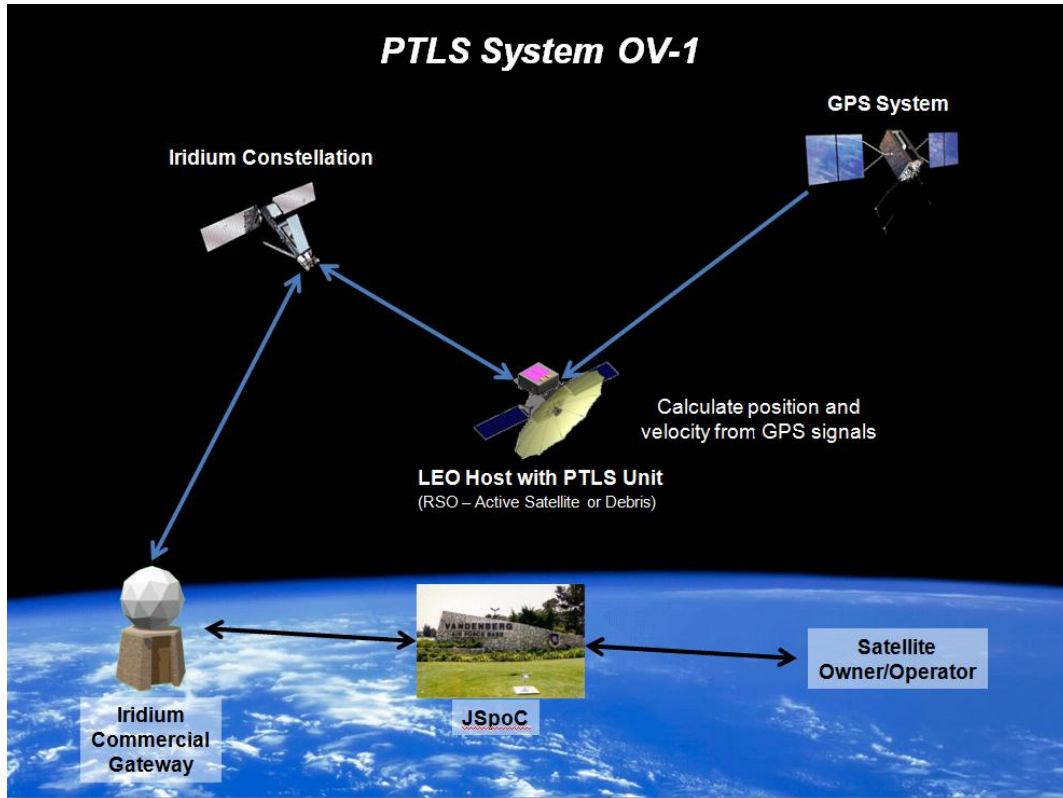 PTLS System OV-1
GPS System
Iridium Constellation
Calculate position and
velocity from GPS signals
LEO Host with PTLS Unit
(RSO – Active Satellite or Debris)
VANDENBERG
AIR FORCE BASE
Satellite
Owner/Operator
JSpoC
Iridium
Commercial
Gateway